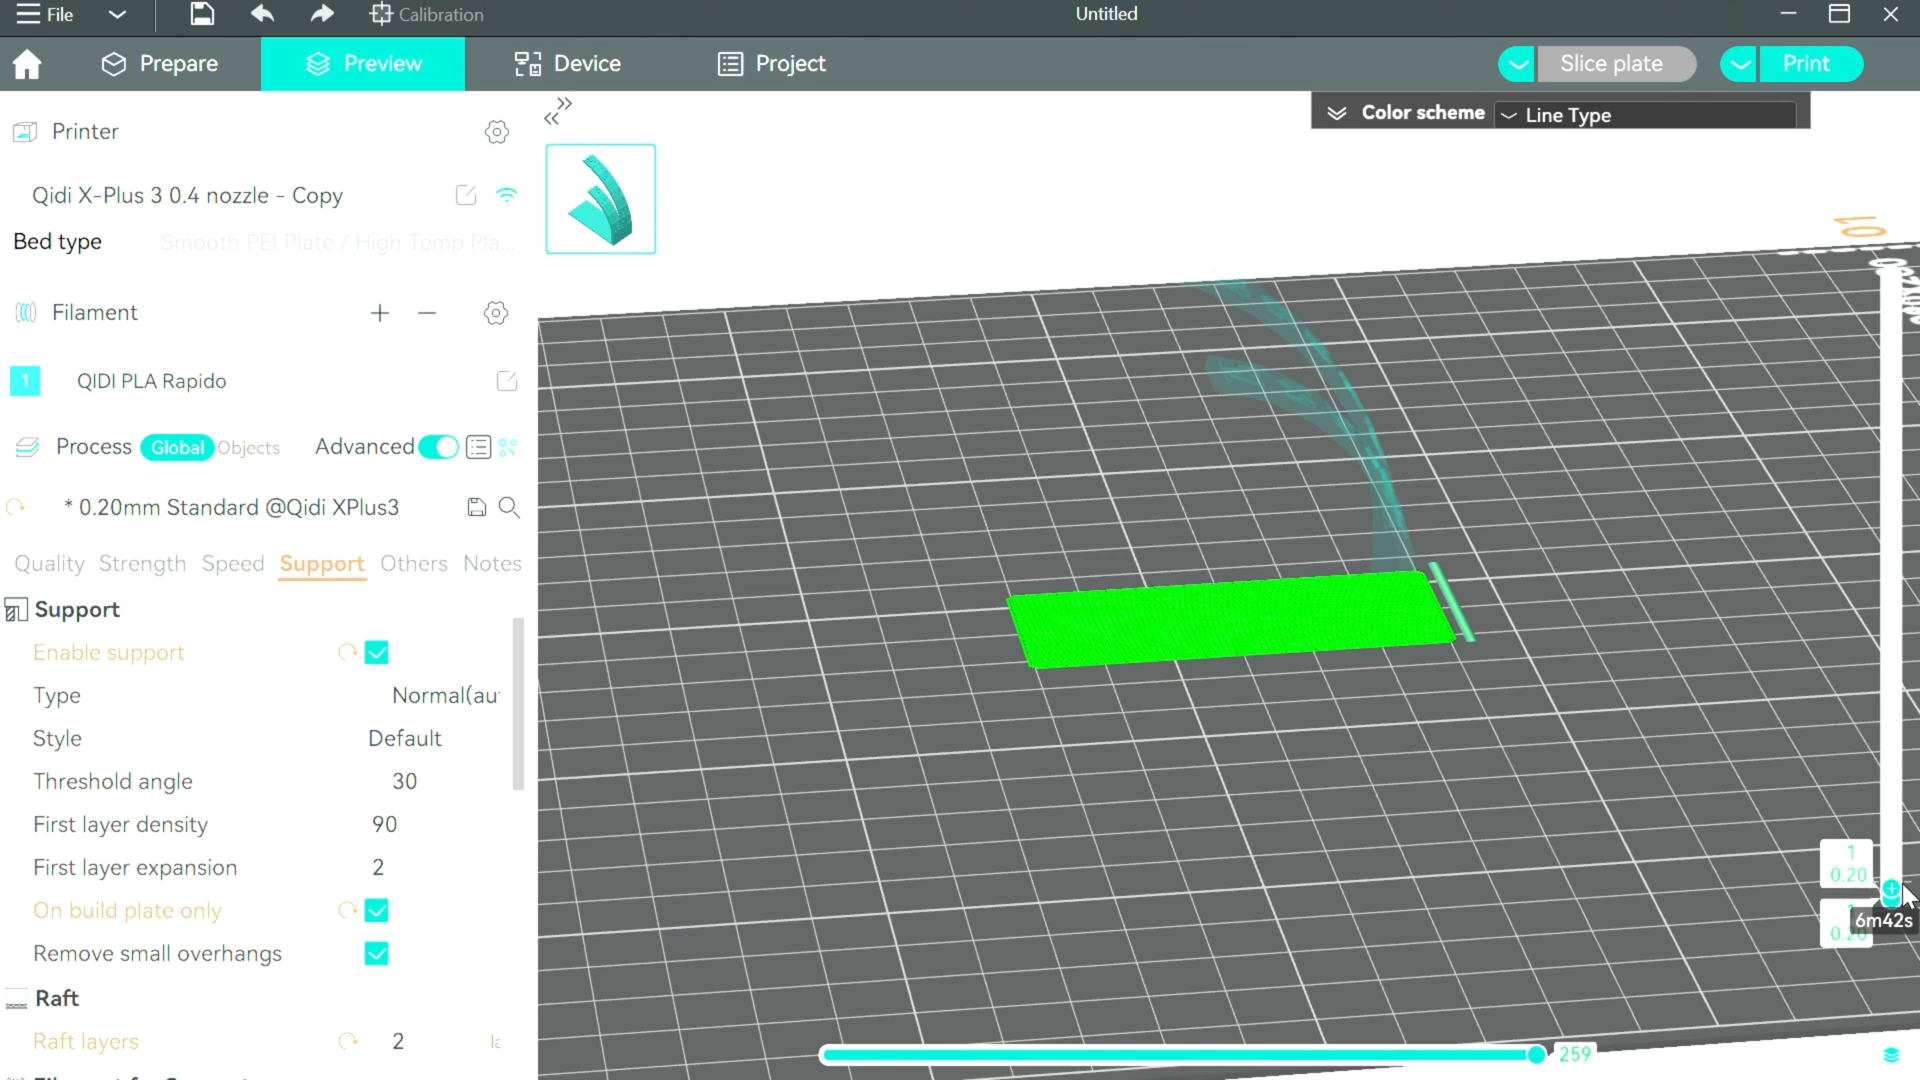 File
Calibration
Untitled
Prepare
Preview
Device
Project
Slice plate
Print
Color scheme
Line Type
Printer
Qidi X-Plus 3 0.4 nozzle - Copy
Bed type
Smooth PEI Plate / High Temp Pla...
Filament
1
QIDI PLA Rapido
Process
Global
Objects
Advanced
* 0.20mm Standard @Qidi XPlus3
Quality
Strength
Speed
Support
Others
Notes
Support
Enable support
Type
Normal(au
Style
Default
Threshold angle
30
First layer density
90
First layer expansion
2
On build plate only
Remove small overhangs
Raft
Raft layers
2
01
1
0.20
6m42s
259